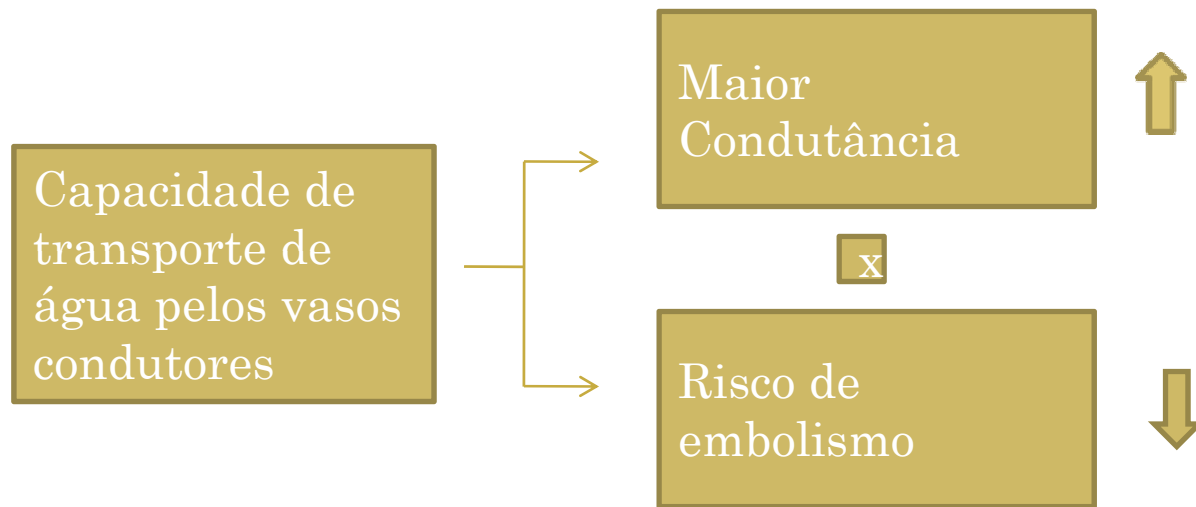 Capacidade de
transporte de
água pelos vasos
condutores
Maior
Condutância
x
Risco de
embolismo